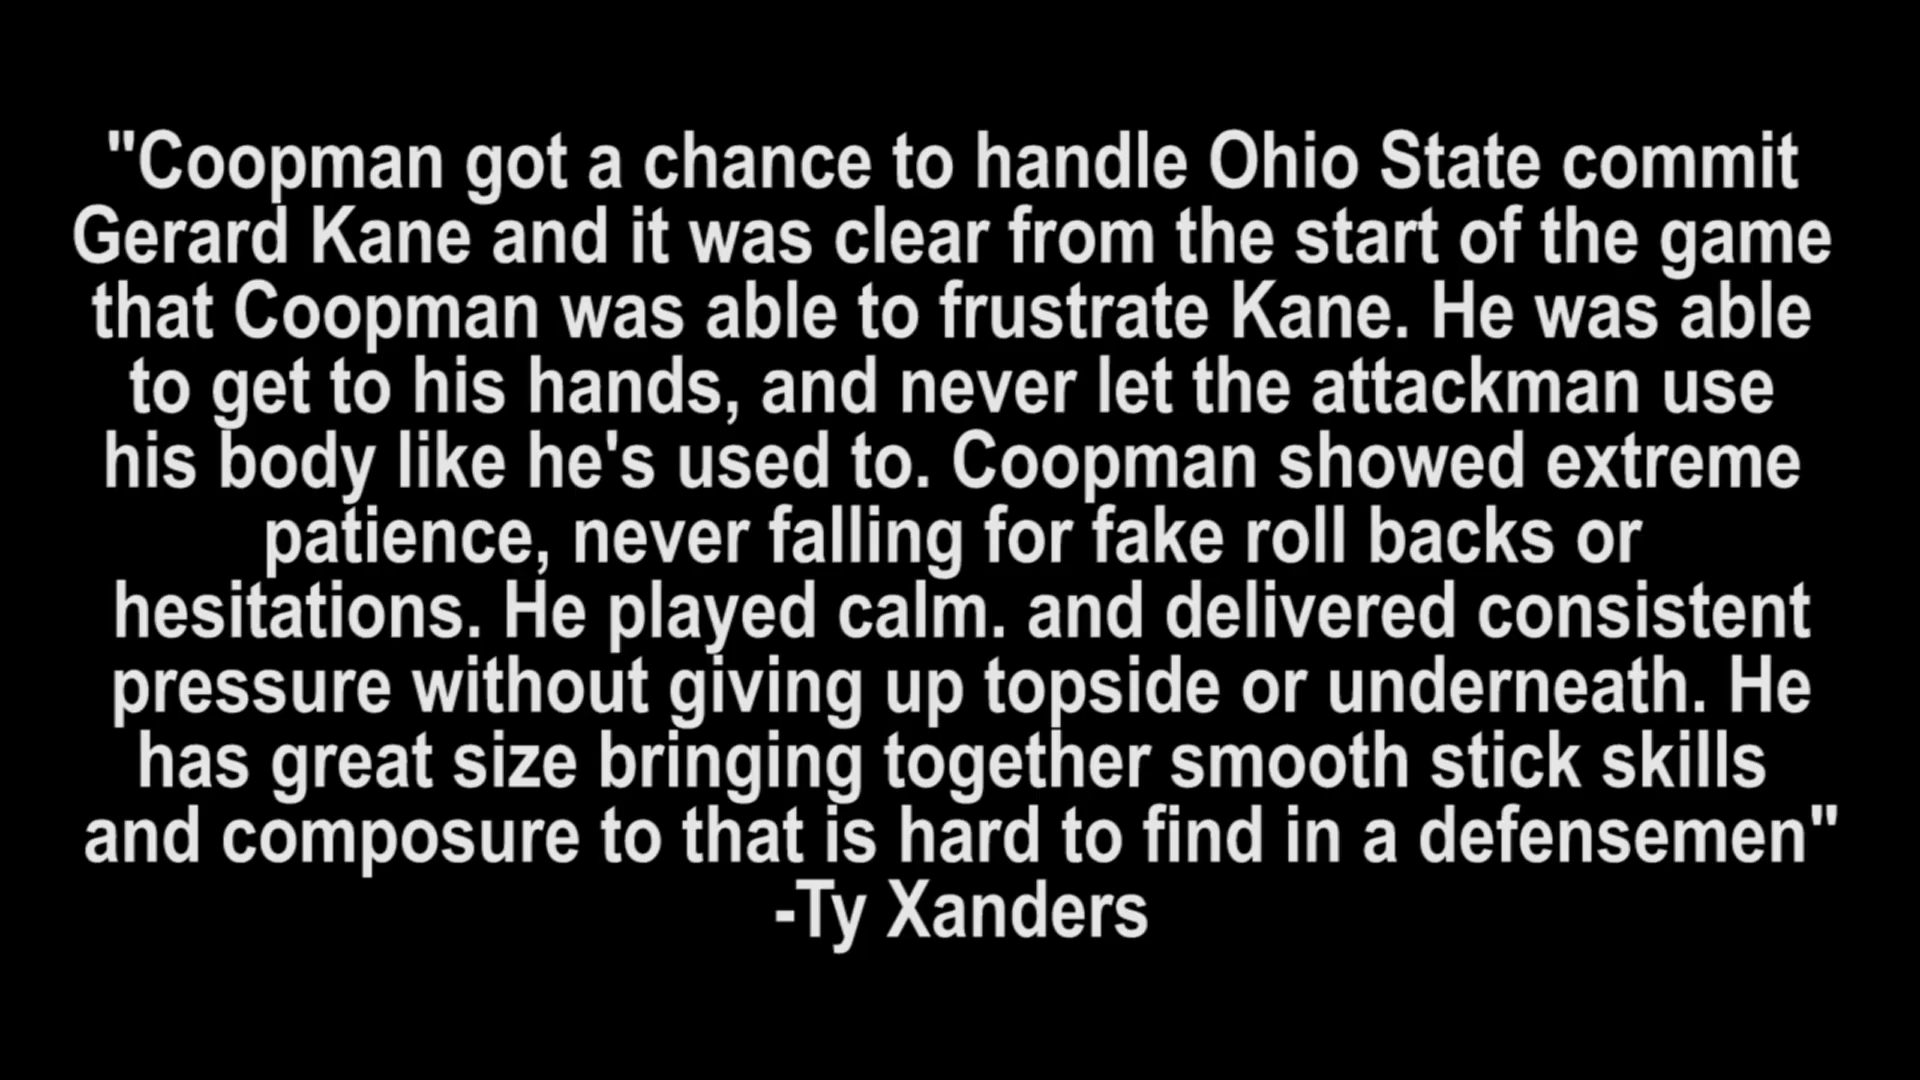 "Coopman got a chance to handle Ohio State commit
Gerard Kane and it was clear from the start of the game
that Coopman was able to frustrate Kane. He was able
to get to his hands, and never let the attackman use
his body like he's used to. Coopman showed extreme
patience, never falling for fake roll backs or
hesitations. He played calm. and delivered consistent
pressure without giving up topside or underneath. He
has great size bringing together smooth stick skills
and composure to that is hard to find in a defensemen"
-Ty Xanders